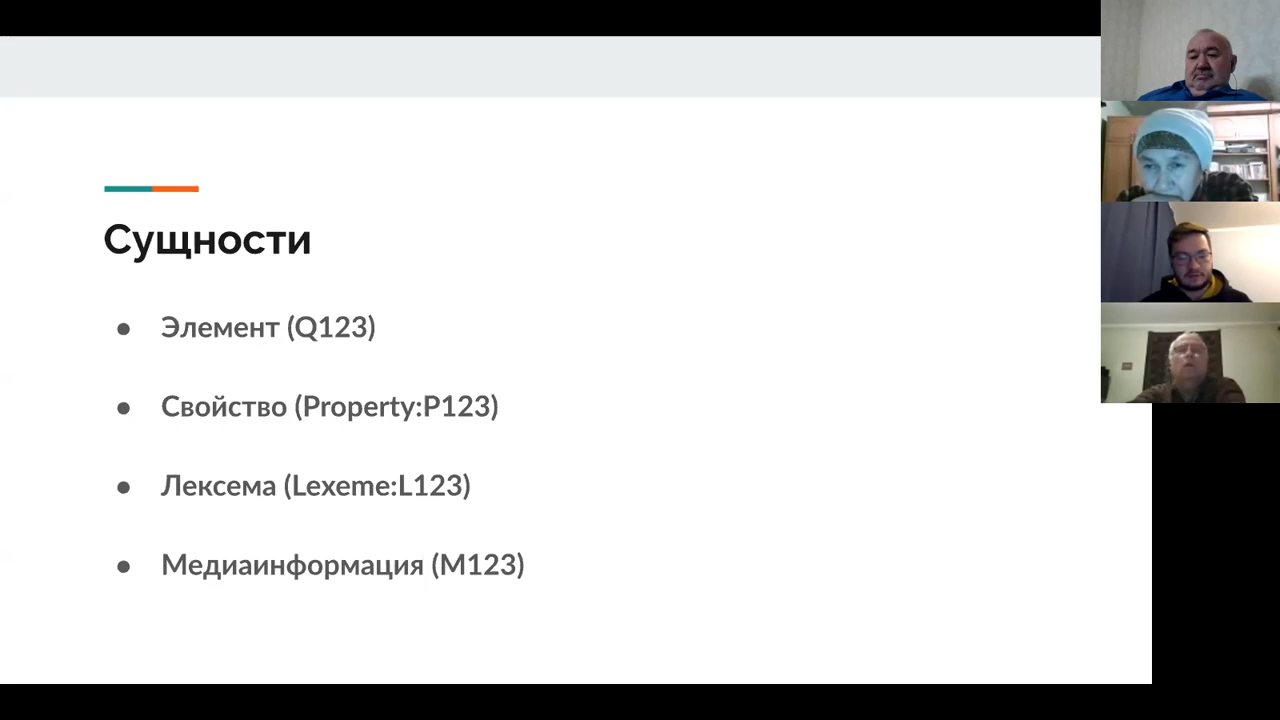 Сущности
● Элемент (Q123)
● Свойство (Property:P123)
● Лексема (Lexeme:L123)
● Медиаинформация (M123)